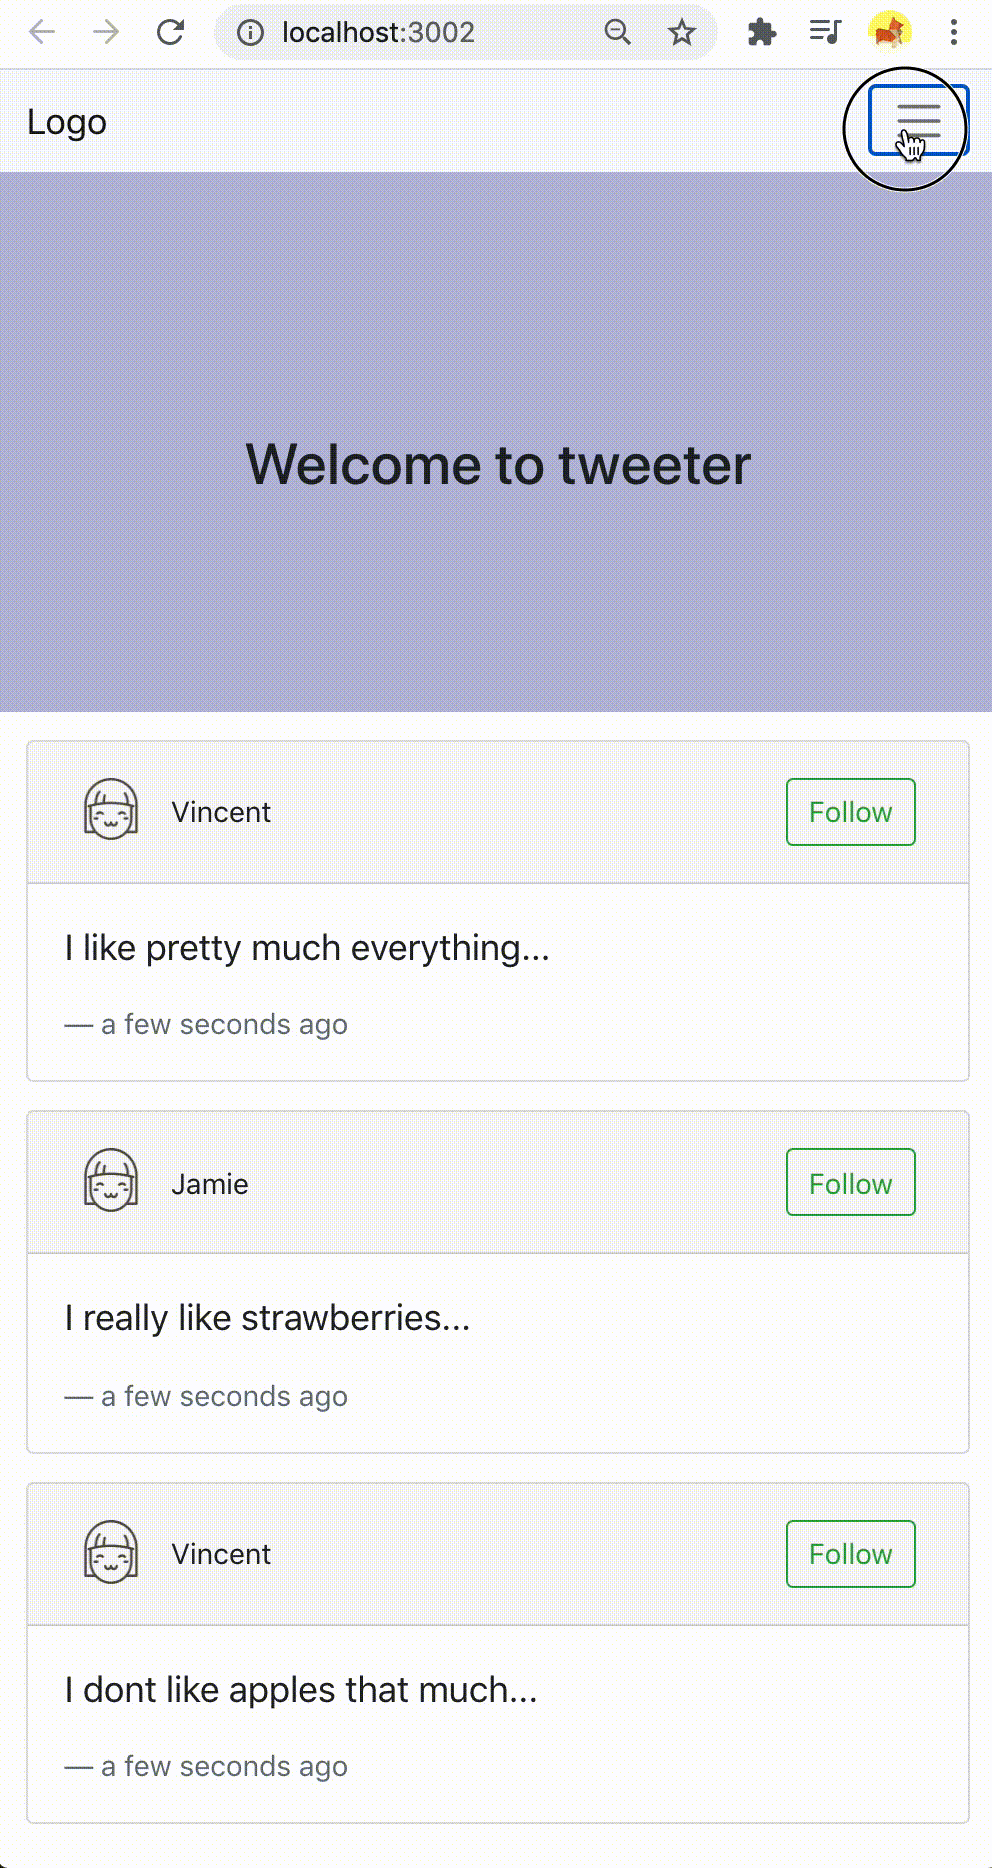 localhost:3002
Logo
Welcome to tweeter
Vincent
Follow
I like pretty much everything...
— a few seconds ago
Jamie
Follow
I really like strawberries...
— a few seconds ago
Vincent
Follow
I dont like apples that much...
— a few seconds ago